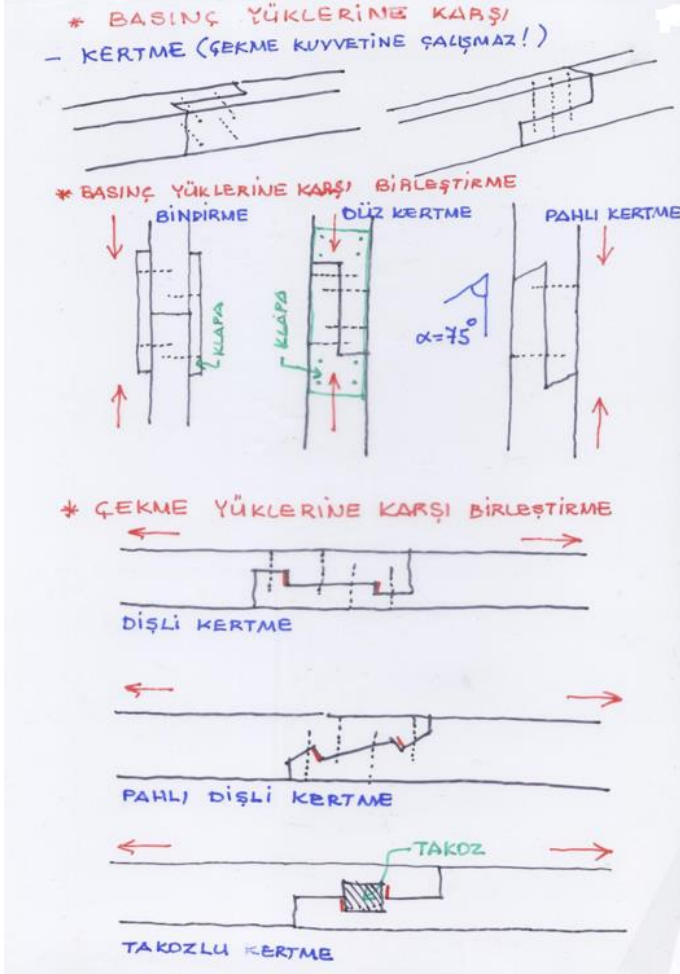 * BASINÇ YÜKLERİNE KARŞI
- KERTME (ÇEKME KUVVETİNE ÇALIŞMAZ!)
* BASINÇ YÜKLERİNE KARŞI BİRLEŞTİRME
BİNDİRME
DÜZ KERTME
PAHLI KERTME
KLAPA
KLAPA
α=75°
* ÇEKME YÜKLERİNE KARŞI BİRLEŞTİRME
DİŞLİ KERTME
PAHLI DİŞLİ KERTME
TAKOZ
TAKOZLU KERTME